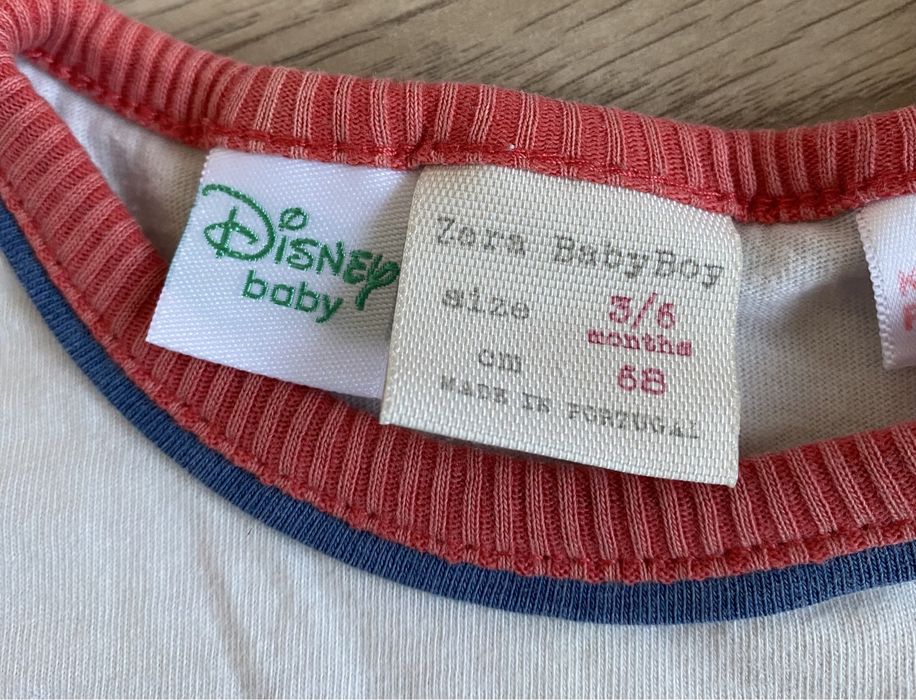 Disney
baby
Zara BabyBoy
size 3/6
months
cm 68
MADE IN PORTUGAL